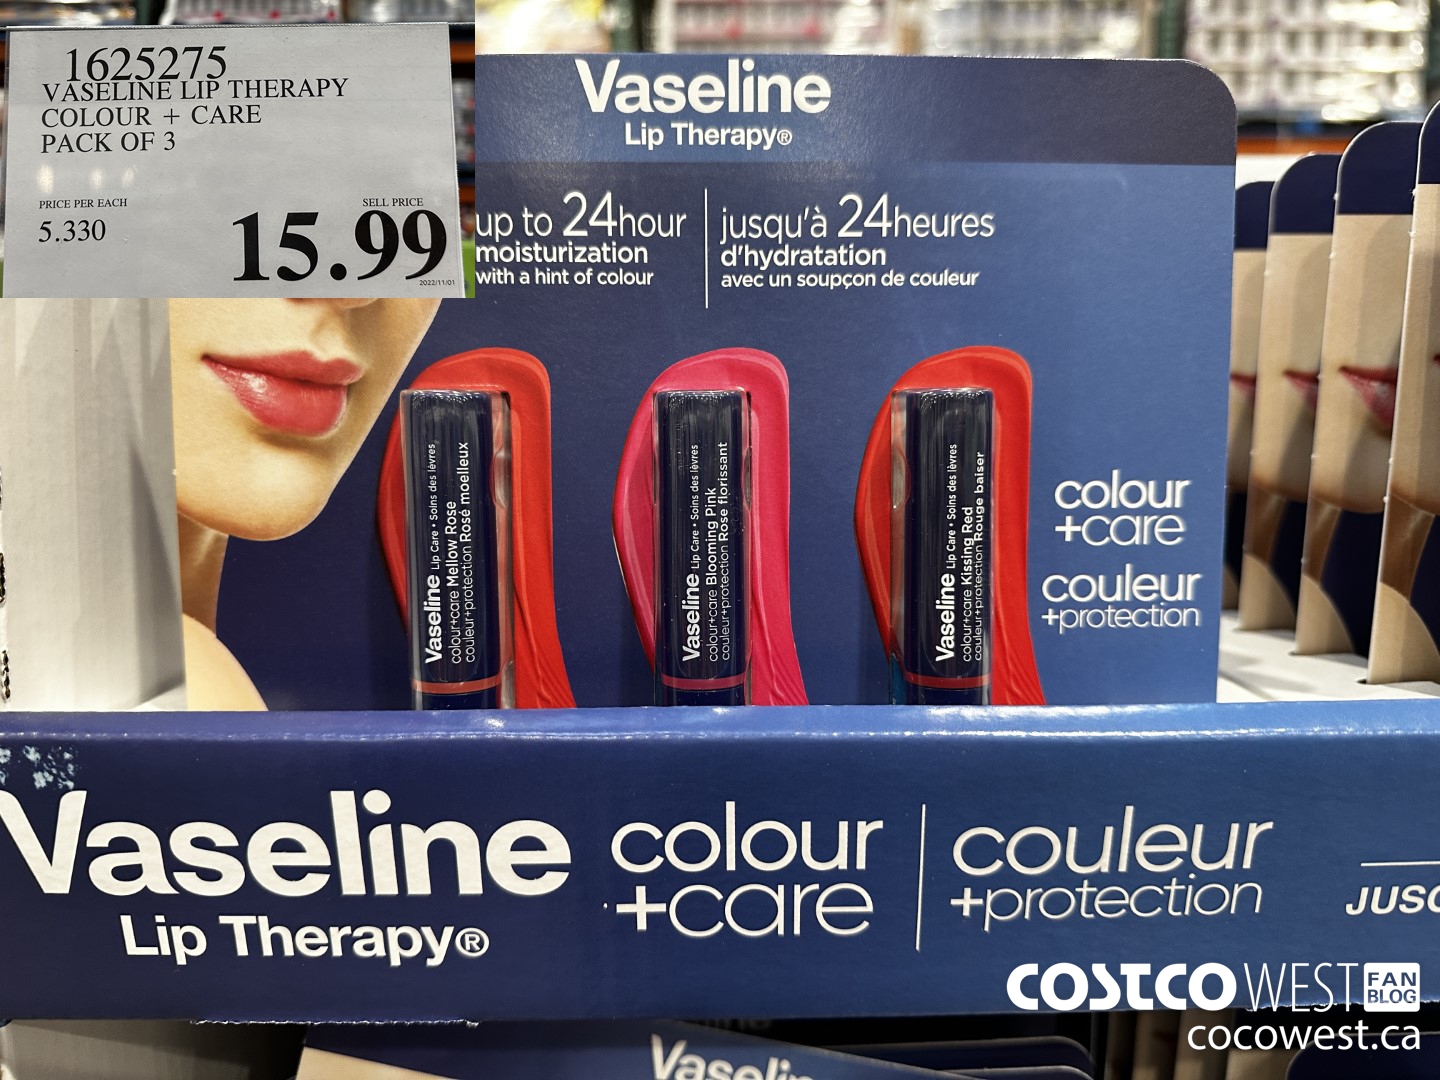 1625275
VASELINE LIP THERAPY
COLOUR + CARE
PACK OF 3
PRICE PER EACH
5.330
SELL PRICE
15.99
2022/11/01
Vaseline
Lip Therapy®
up to 24hour
moisturization
with a hint of colour
jusqu'à 24heures
d'hydratation
avec un soupçon de couleur
Vaseline Lip Care • Soins des lèvres
colour+care Mellow Rose
couleur+protection Rosé moelleux
Vaseline Lip Care • Soins des lèvres
colour+care Blooming Pink
couleur+protection Rose florissant
Vaseline Lip Care • Soins des lèvres
colour+care Kissing Red
couleur+protection Rouge baiser
colour
+care
couleur
+protection
Vaseline
Lip Therapy®
colour
+care
couleur
+protection
JUSQ
COSTCO WEST FAN BLOG
cocowest.ca
Vaselin